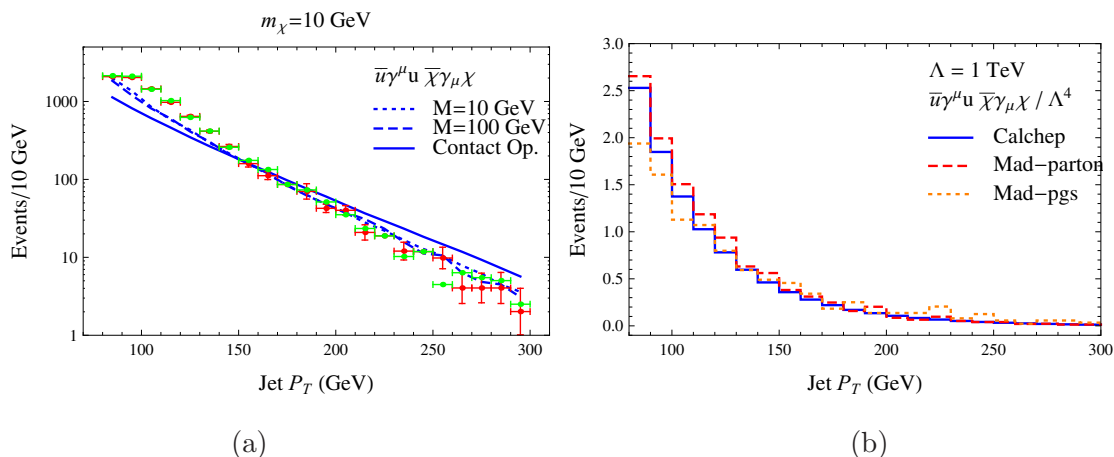 m_χ=10 GeV
u̅γ^μu χ̅γ_μχ
M=10 GeV
M=100 GeV
Contact Op.
Events/10 GeV
1000
100
10
1
100 150 200 250 300
Jet P_T (GeV)
(a)
Λ = 1 TeV
u̅γ^μu χ̅γ_μχ / Λ^4
Calchep
Mad-parton
Mad-pgs
Events/10 GeV
3.0
2.5
2.0
1.5
1.0
0.5
0.0
100 150 200 250 300
Jet P_T (GeV)
(b)